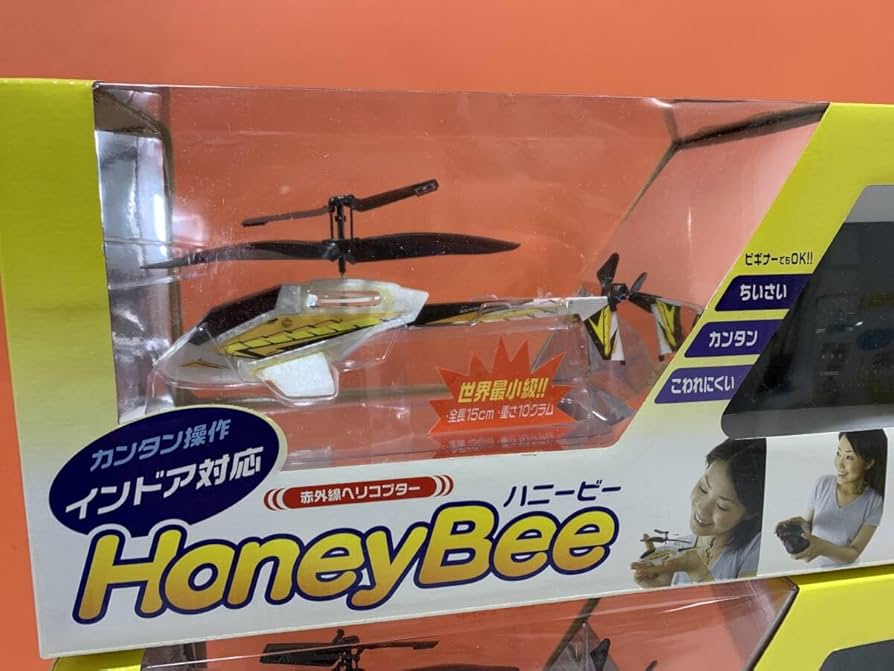 ビギナーでもOK!!
ちいさい
カンタン
こわれにくい
世界最小級!!
・全長15cm ・重さ10グラム
カンタン操作
インドア対応
赤外線ヘリコプター
ハニービー
HoneyBee